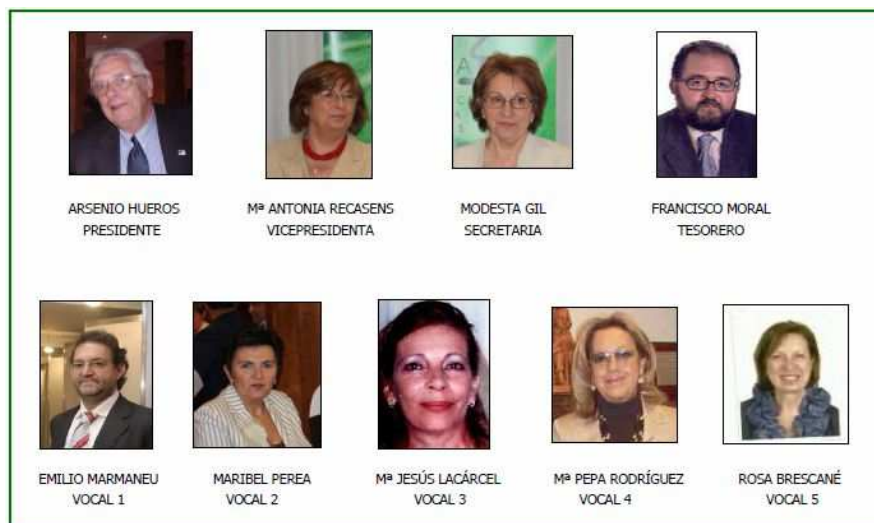 ARSENIO HUEROS
PRESIDENTE
Mª ANTONIA RECASENS
VICEPRESIDENTA
MODESTA GIL
SECRETARIA
FRANCISCO MORAL
TESORERO
EMILIO MARMANEU
VOCAL 1
MARIBEL PEREA
VOCAL 2
Mª JESÚS LACÁRCEL
VOCAL 3
Mª PEPA RODRÍGUEZ
VOCAL 4
ROSA BRESCANÉ
VOCAL 5